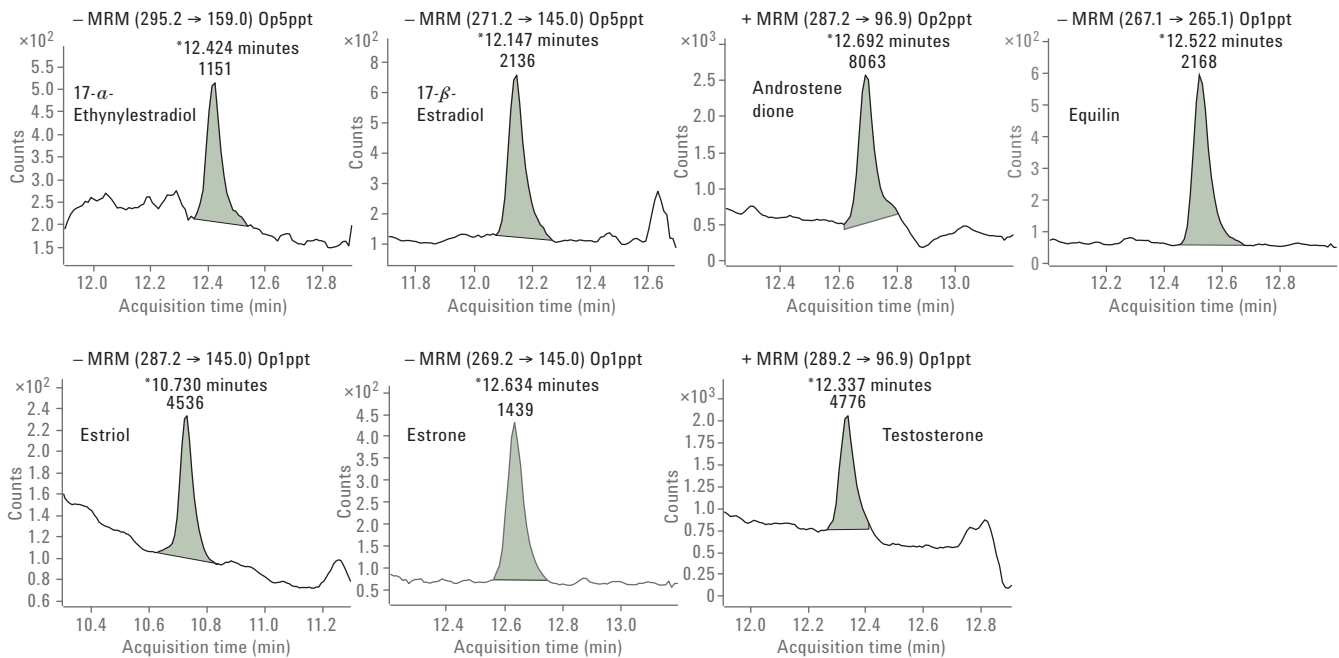 – MRM (295.2 → 159.0) Op5ppt
×10²
*12.424 minutes
1151
17-α-
Ethynylestradiol
Counts
5.5
5.0
4.5
4.0
3.5
3.0
2.5
2.0
1.5
12.0 12.2 12.4 12.6 12.8
Acquisition time (min)
– MRM (271.2 → 145.0) Op5ppt
×10²
*12.147 minutes
2136
17-β-
Estradiol
Counts
8
6
4
3
2
1
11.8 12.0 12.2 12.4 12.6
Acquisition time (min)
+ MRM (287.2 → 96.9) Op2ppt
×10³
*12.692 minutes
8063
Androstene
dione
Counts
3.0
2.5
2.0
1.5
1.0
0.5
0
12.4 12.6 12.8 13.0
Acquisition time (min)
– MRM (267.1 → 265.1) Op1ppt
×10²
*12.522 minutes
2168
Equilin
Counts
6
5
4
3
2
1
0
12.2 12.4 12.6 12.8
Acquisition time (min)
– MRM (287.2 → 145.0) Op1ppt
×10²
*10.730 minutes
4536
Estriol
Counts
2.4
2.2
2.0
1.8
1.6
1.4
1.2
1.0
0.8
0.6
10.4 10.6 10.8 11.0 11.2
Acquisition time (min)
– MRM (269.2 → 145.0) Op1ppt
×10²
*12.634 minutes
1439
Estrone
Counts
4.5
4.0
3.5
2.0
2.5
2.0
1.5
1.0
0.5
12.4 12.6 12.8 13.0
Acquisition time (min)
+ MRM (289.2 → 96.9) Op1ppt
×10³
*12.337 minutes
4776
Testosterone
Counts
2.0
1.75
1.5
1.25
1.0
0.75
0.5
0.25
0
12.0 12.2 12.4 12.6 12.8
Acquisition time (min)